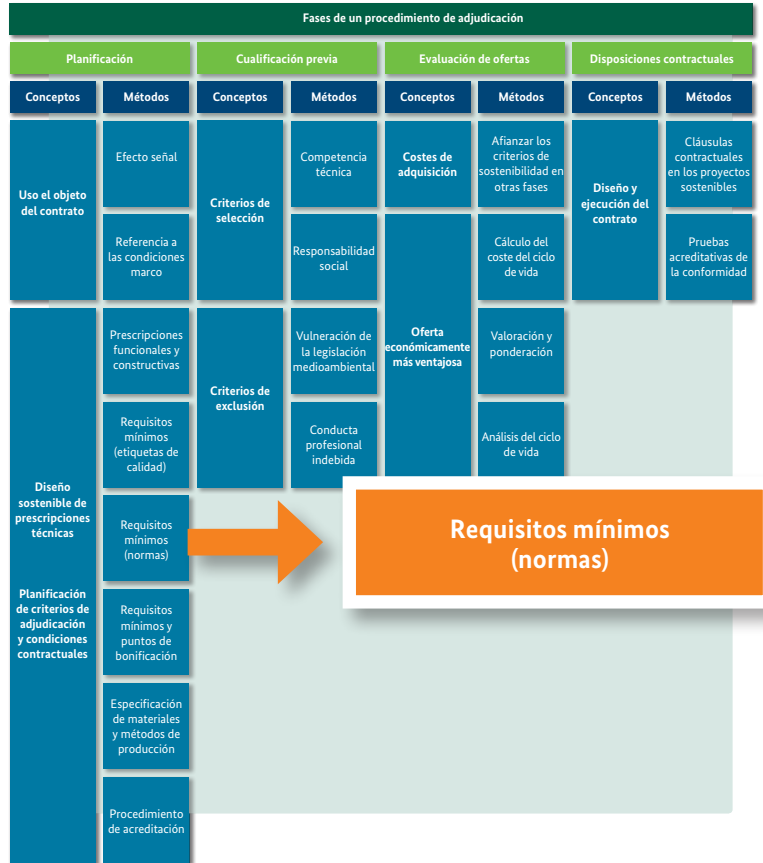 Fases de un procedimiento de adjudicación
Planificación
Cualificación previa
Evaluación de ofertas
Disposiciones contractuales
Conceptos
Métodos
Conceptos
Métodos
Conceptos
Métodos
Conceptos
Métodos
Uso el objeto
del contrato
Efecto señal
Referencia a
las condiciones
marco
Criterios de
selección
Competencia
técnica
Responsabilidad
social
Costes de
adquisición
Afianzar los
criterios de
sostenibilidad en
otras fases
Cálculo del
coste del ciclo
de vida
Diseño y
ejecución del
contrato
Cláusulas
contractuales
en los proyectos
sostenibles
Pruebas
acreditativas de
la conformidad
Diseño
sostenible de
prescripciones
técnicas
Planificación
de criterios de
adjudicación
y condiciones
contractuales
Prescripciones
funcionales y
constructivas
Requisitos
mínimos
(etiquetas de
calidad)
Requisitos
mínimos
(normas)
Requisitos
mínimos y
puntos de
bonificación
Especificación
de materiales
y métodos de
producción
Procedimiento
de acreditación
Criterios de
exclusión
Vulneración de
la legislación
medioambiental
Conducta
profesional
indebida
Oferta
económicamente
más ventajosa
Valoración y
ponderación
Análisis del ciclo
de vida
Requisitos mínimos
(normas)